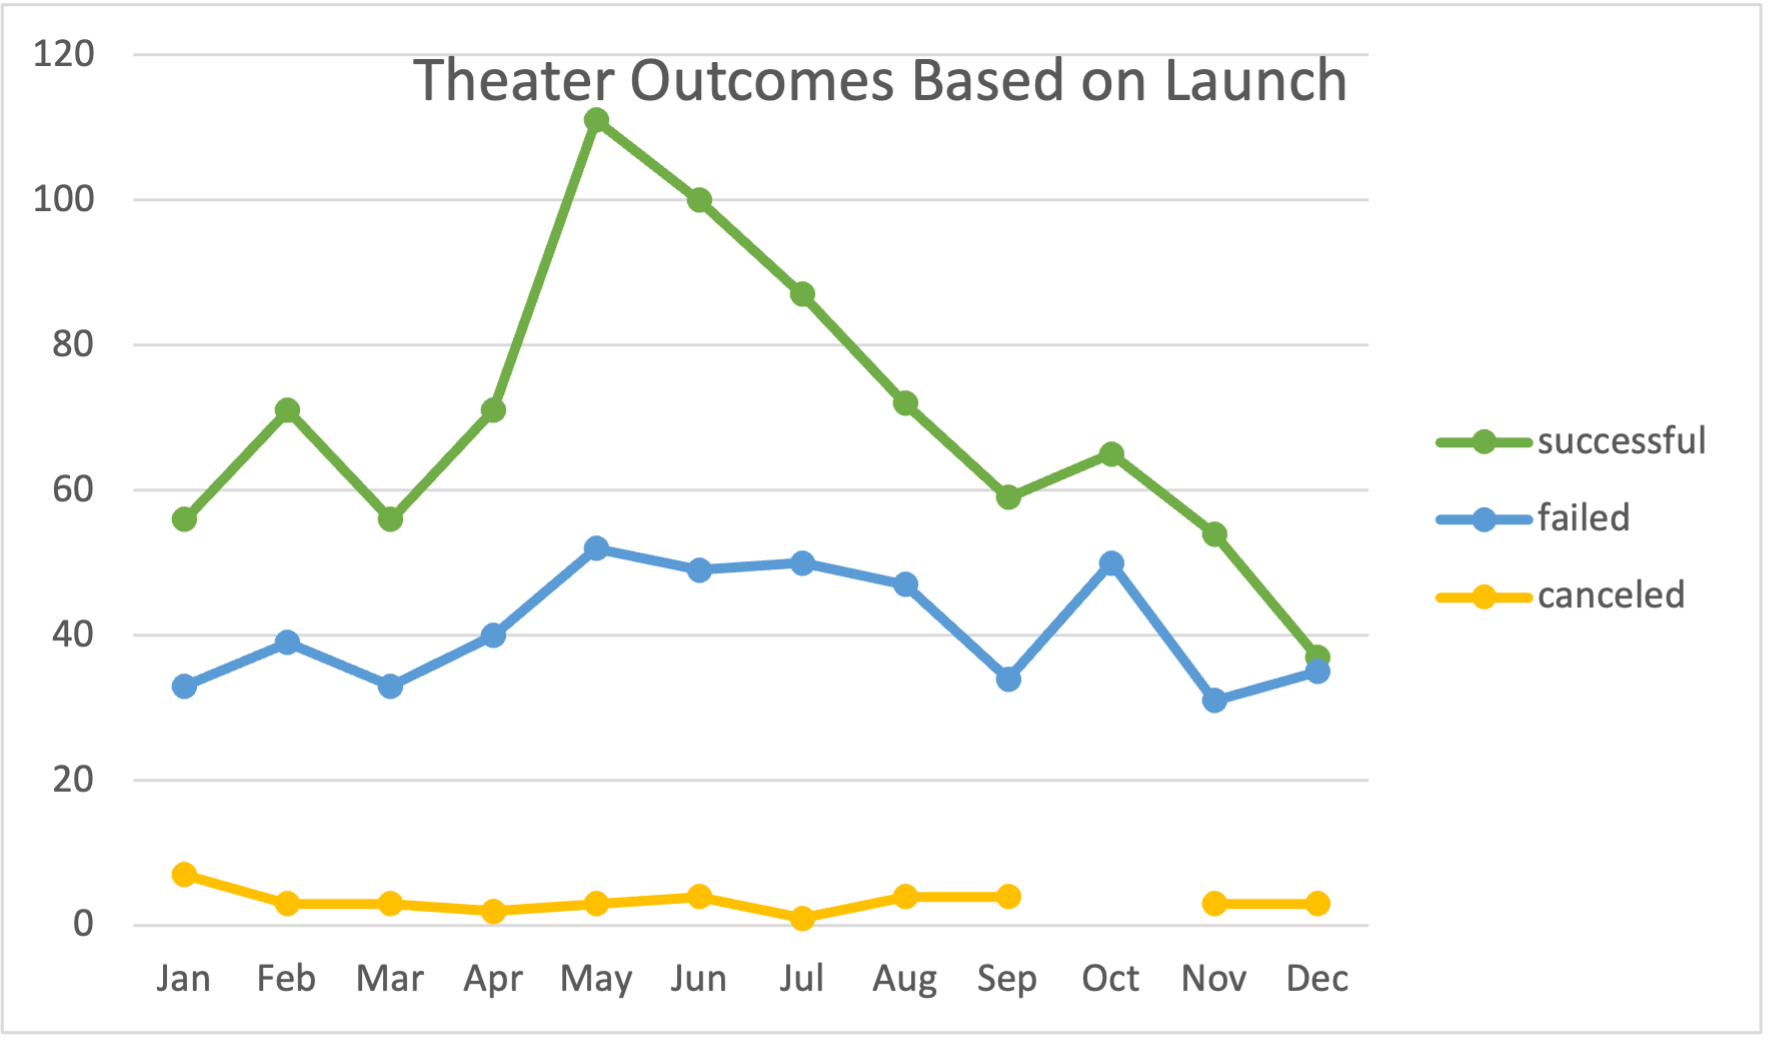 Theater Outcomes Based on Launch
120
100
80
60
40
20
0
Jan Feb Mar Apr May Jun Jul Aug Sep Oct Nov Dec
successful
failed
canceled